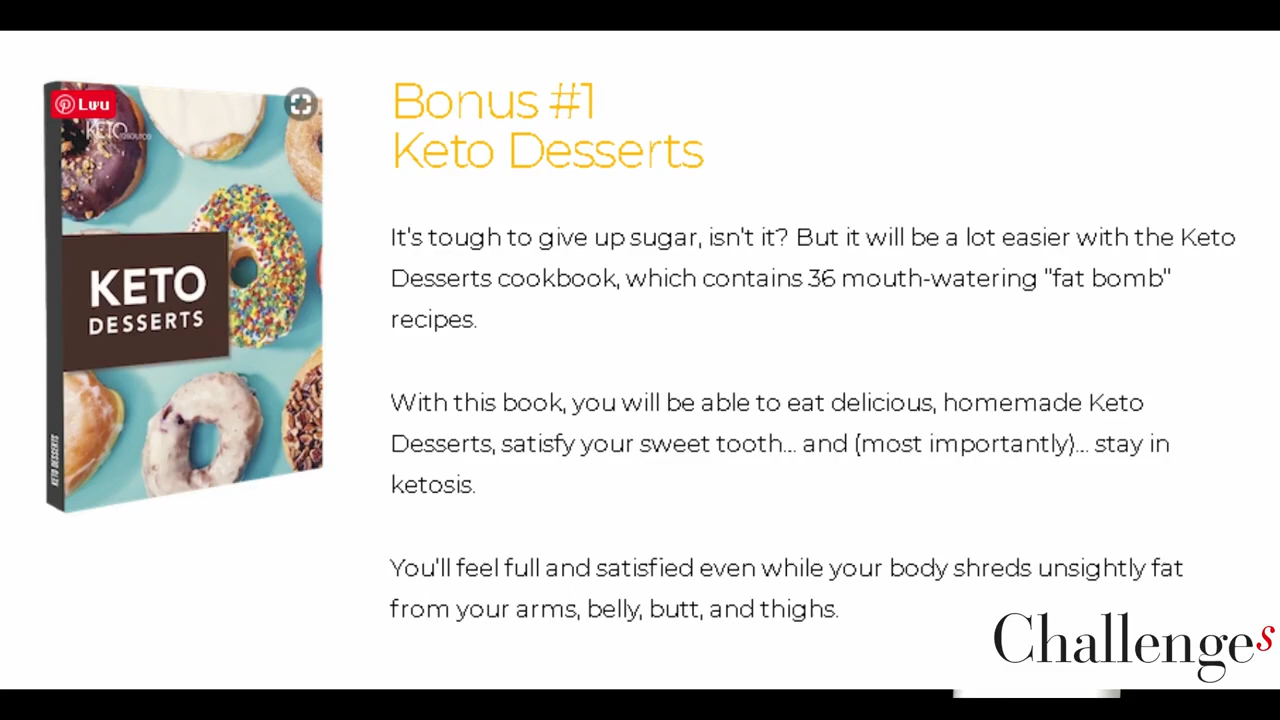 Lưu
KETO
KETO
DESSERTS
KETO DESSERTS
Bonus #1
Keto Desserts
It's tough to give up sugar, isn't it? But it will be a lot easier with the Keto
Desserts cookbook, which contains 36 mouth-watering "fat bomb"
recipes.
With this book, you will be able to eat delicious, homemade Keto
Desserts, satisfy your sweet tooth... and (most importantly)... stay in
ketosis.
You'll feel full and satisfied even while your body shreds unsightly fat
from your arms, belly, butt, and thighs.
Challenges